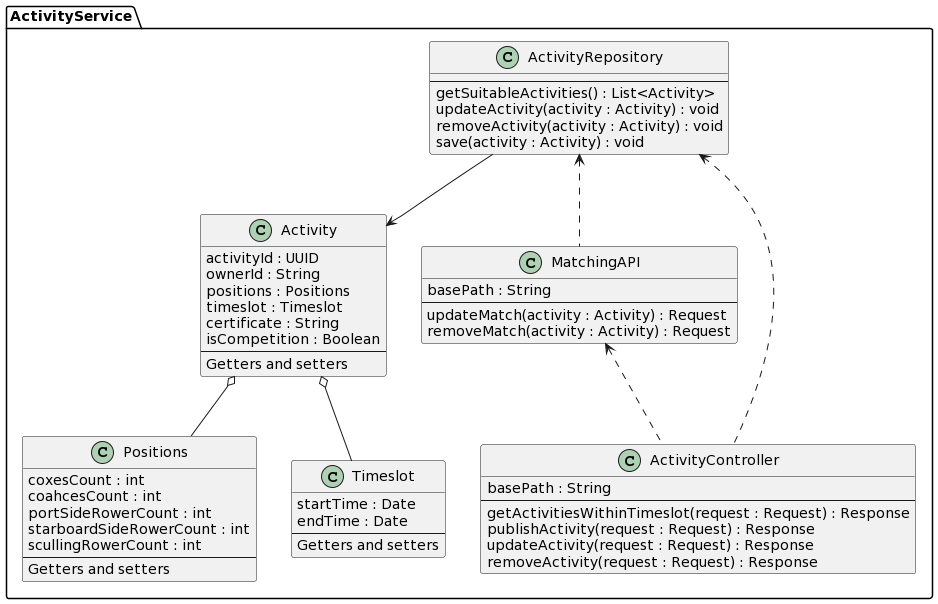 ActivityService
C ActivityRepository
getSuitableActivities() : List<Activity>
updateActivity(activity : Activity) : void
removeActivity(activity : Activity) : void
save(activity : Activity) : void
C Activity
activityId : UUID
ownerId : String
positions : Positions
timeslot : Timeslot
certificate : String
isCompetition : Boolean
Getters and setters
C MatchingAPI
basePath : String
updateMatch(activity : Activity) : Request
removeMatch(activity : Activity) : Request
C Positions
coxesCount : int
coahcesCount : int
portSideRowerCount : int
starboardSideRowerCount : int
scullingRowerCount : int
Getters and setters
C Timeslot
startTime : Date
endTime : Date
Getters and setters
C ActivityController
basePath : String
getActivitiesWithinTimeslot(request : Request) : Response
publishActivity(request : Request) : Response
updateActivity(request : Request) : Response
removeActivity(request : Request) : Response